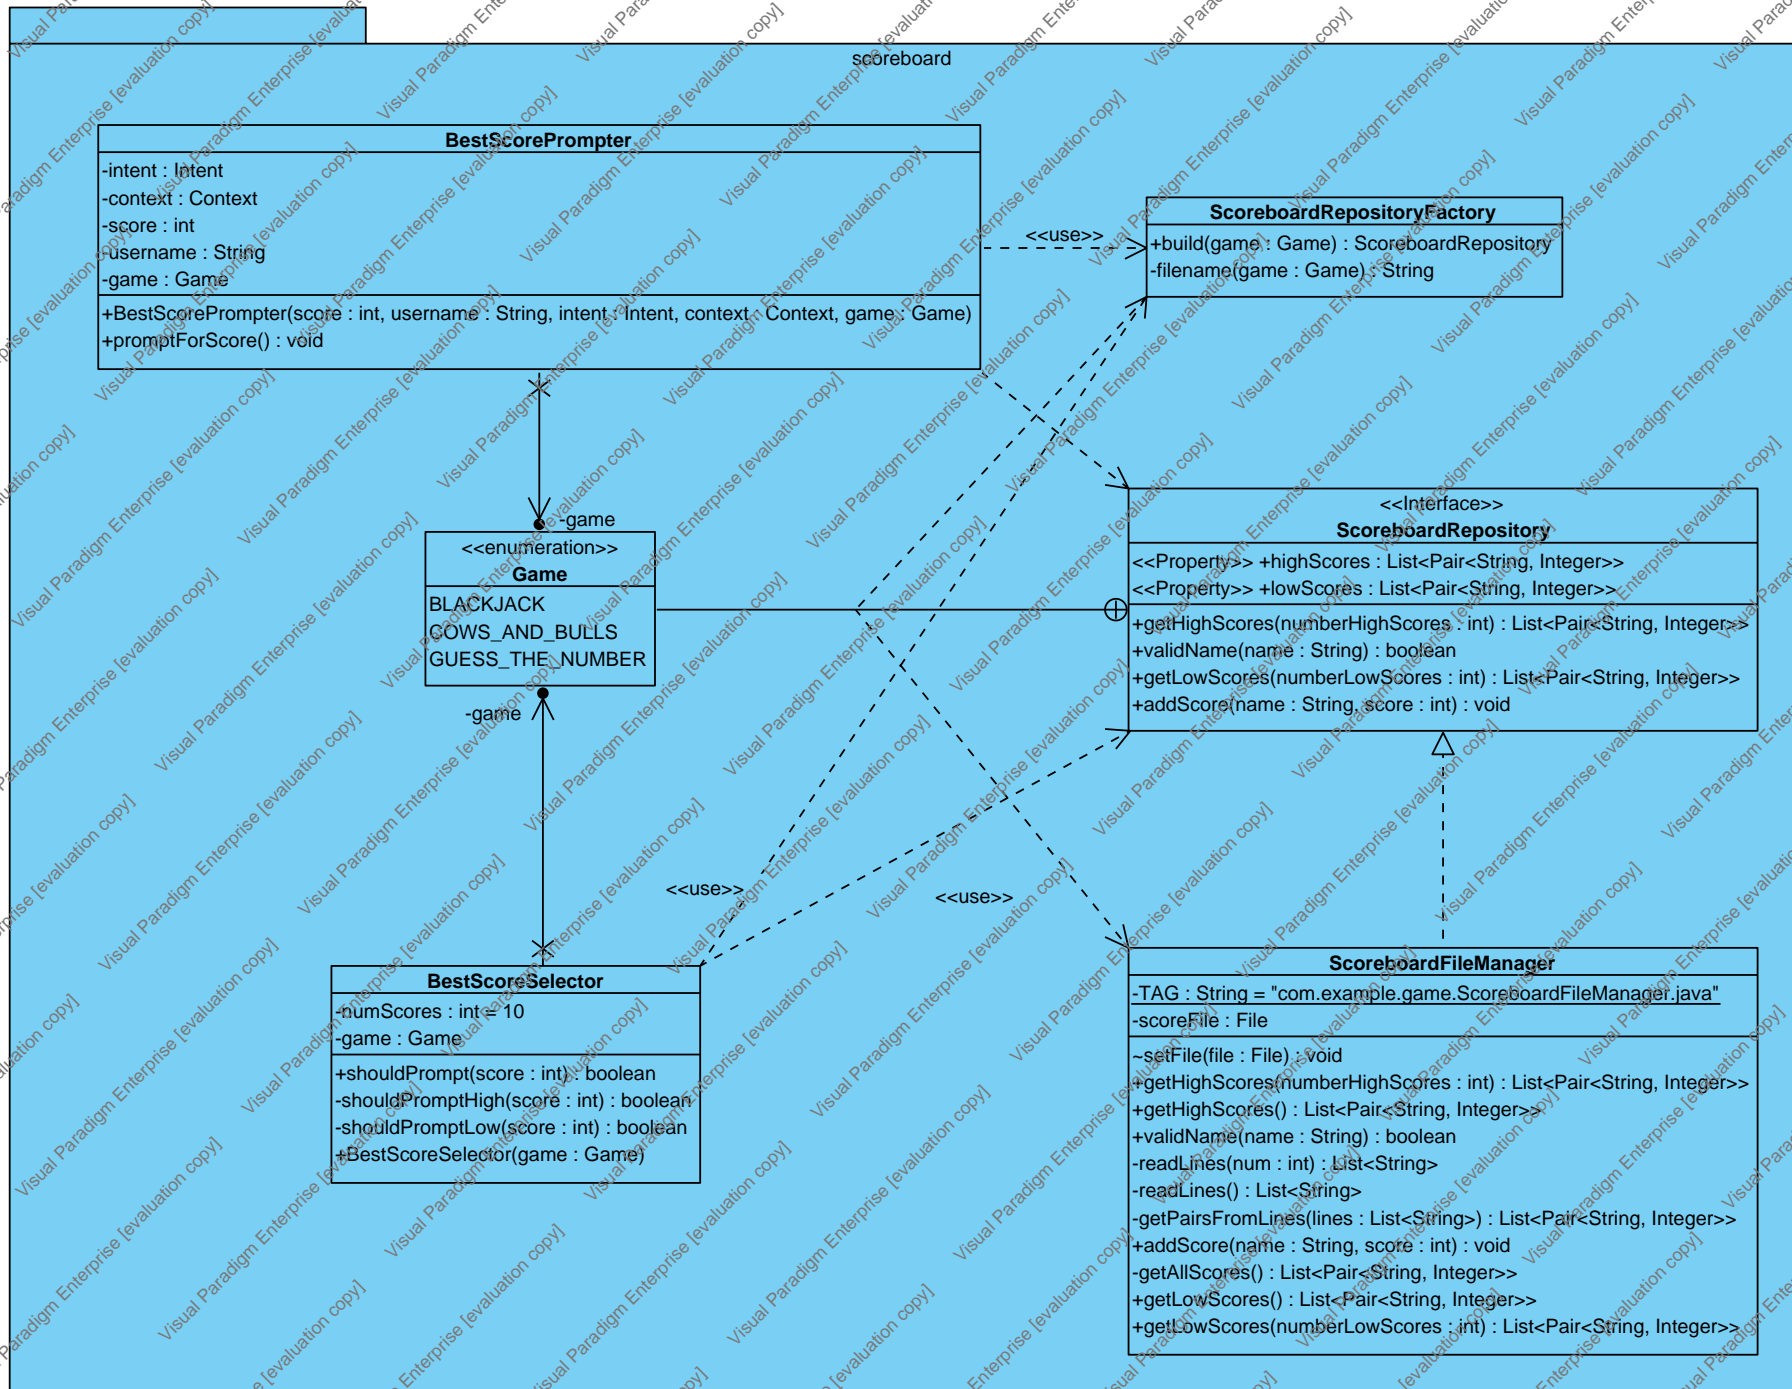 scoreboard
BestScorePrompter
-intent : Intent
-context : Context
-score : int
-username : String
-game : Game
+BestScorePrompter(score : int, username : String, intent : Intent, context : Context, game : Game)
+promptForScore() : void
<<use>>
ScoreboardRepositoryFactory
+build(game : Game) : ScoreboardRepository
-filename(game : Game) : String
-game
<<enumeration>>
Game
BLACKJACK
COWS_AND_BULLS
GUESS_THE_NUMBER
-game
<<Interface>>
ScoreboardRepository
<<Property>> +highScores : List<Pair<String, Integer>>
<<Property>> +lowScores : List<Pair<String, Integer>>
+getHighScores(numberHighScores : int) : List<Pair<String, Integer>>
+validName(name : String) : boolean
+getLowScores(numberLowScores : int) : List<Pair<String, Integer>>
+addScore(name : String, score : int) : void
<<use>>
<<use>>
BestScoreSelector
-numScores : int = 10
-game : Game
+shouldPrompt(score : int) : boolean
-shouldPromptHigh(score : int) : boolean
-shouldPromptLow(score : int) : boolean
+BestScoreSelector(game : Game)
ScoreboardFileManager
-TAG : String = "com.example.game.ScoreboardFileManager.java"
-scoreFile : File
~setFile(file : File) : void
+getHighScores(numberHighScores : int) : List<Pair<String, Integer>>
+getHighScores() : List<Pair<String, Integer>>
+validName(name : String) : boolean
-readLines(num : int) : List<String>
-readLines() : List<String>
-getPairsFromLines(lines : List<String>) : List<Pair<String, Integer>>
+addScore(name : String, score : int) : void
-getAllScores() : List<Pair<String, Integer>>
+getLowScores() : List<Pair<String, Integer>>
+getLowScores(numberLowScores : int) : List<Pair<String, Integer>>
Visual Paradigm Enterprise [evaluation copy]